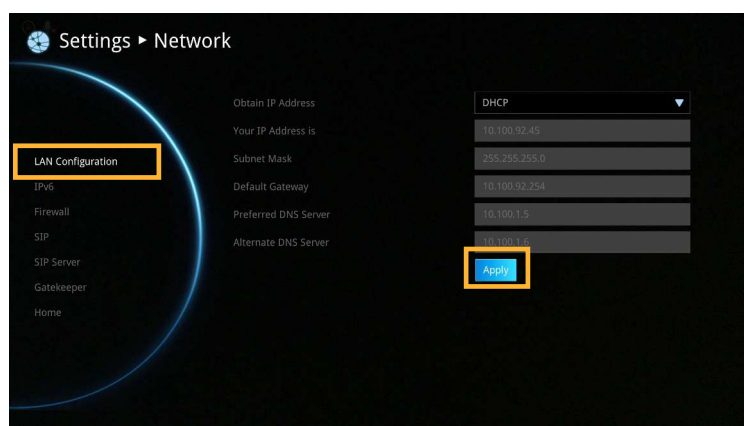 Settings ▸ Network
Obtain IP Address DHCP
Your IP Address is 10.100.92.45
LAN Configuration Subnet Mask 255.255.255.0
IPv6 Default Gateway 10.100.92.254
Firewall Preferred DNS Server 10.100.1.5
SIP Alternate DNS Server 10.100.1.6
SIP Server Apply
Gatekeeper
Home